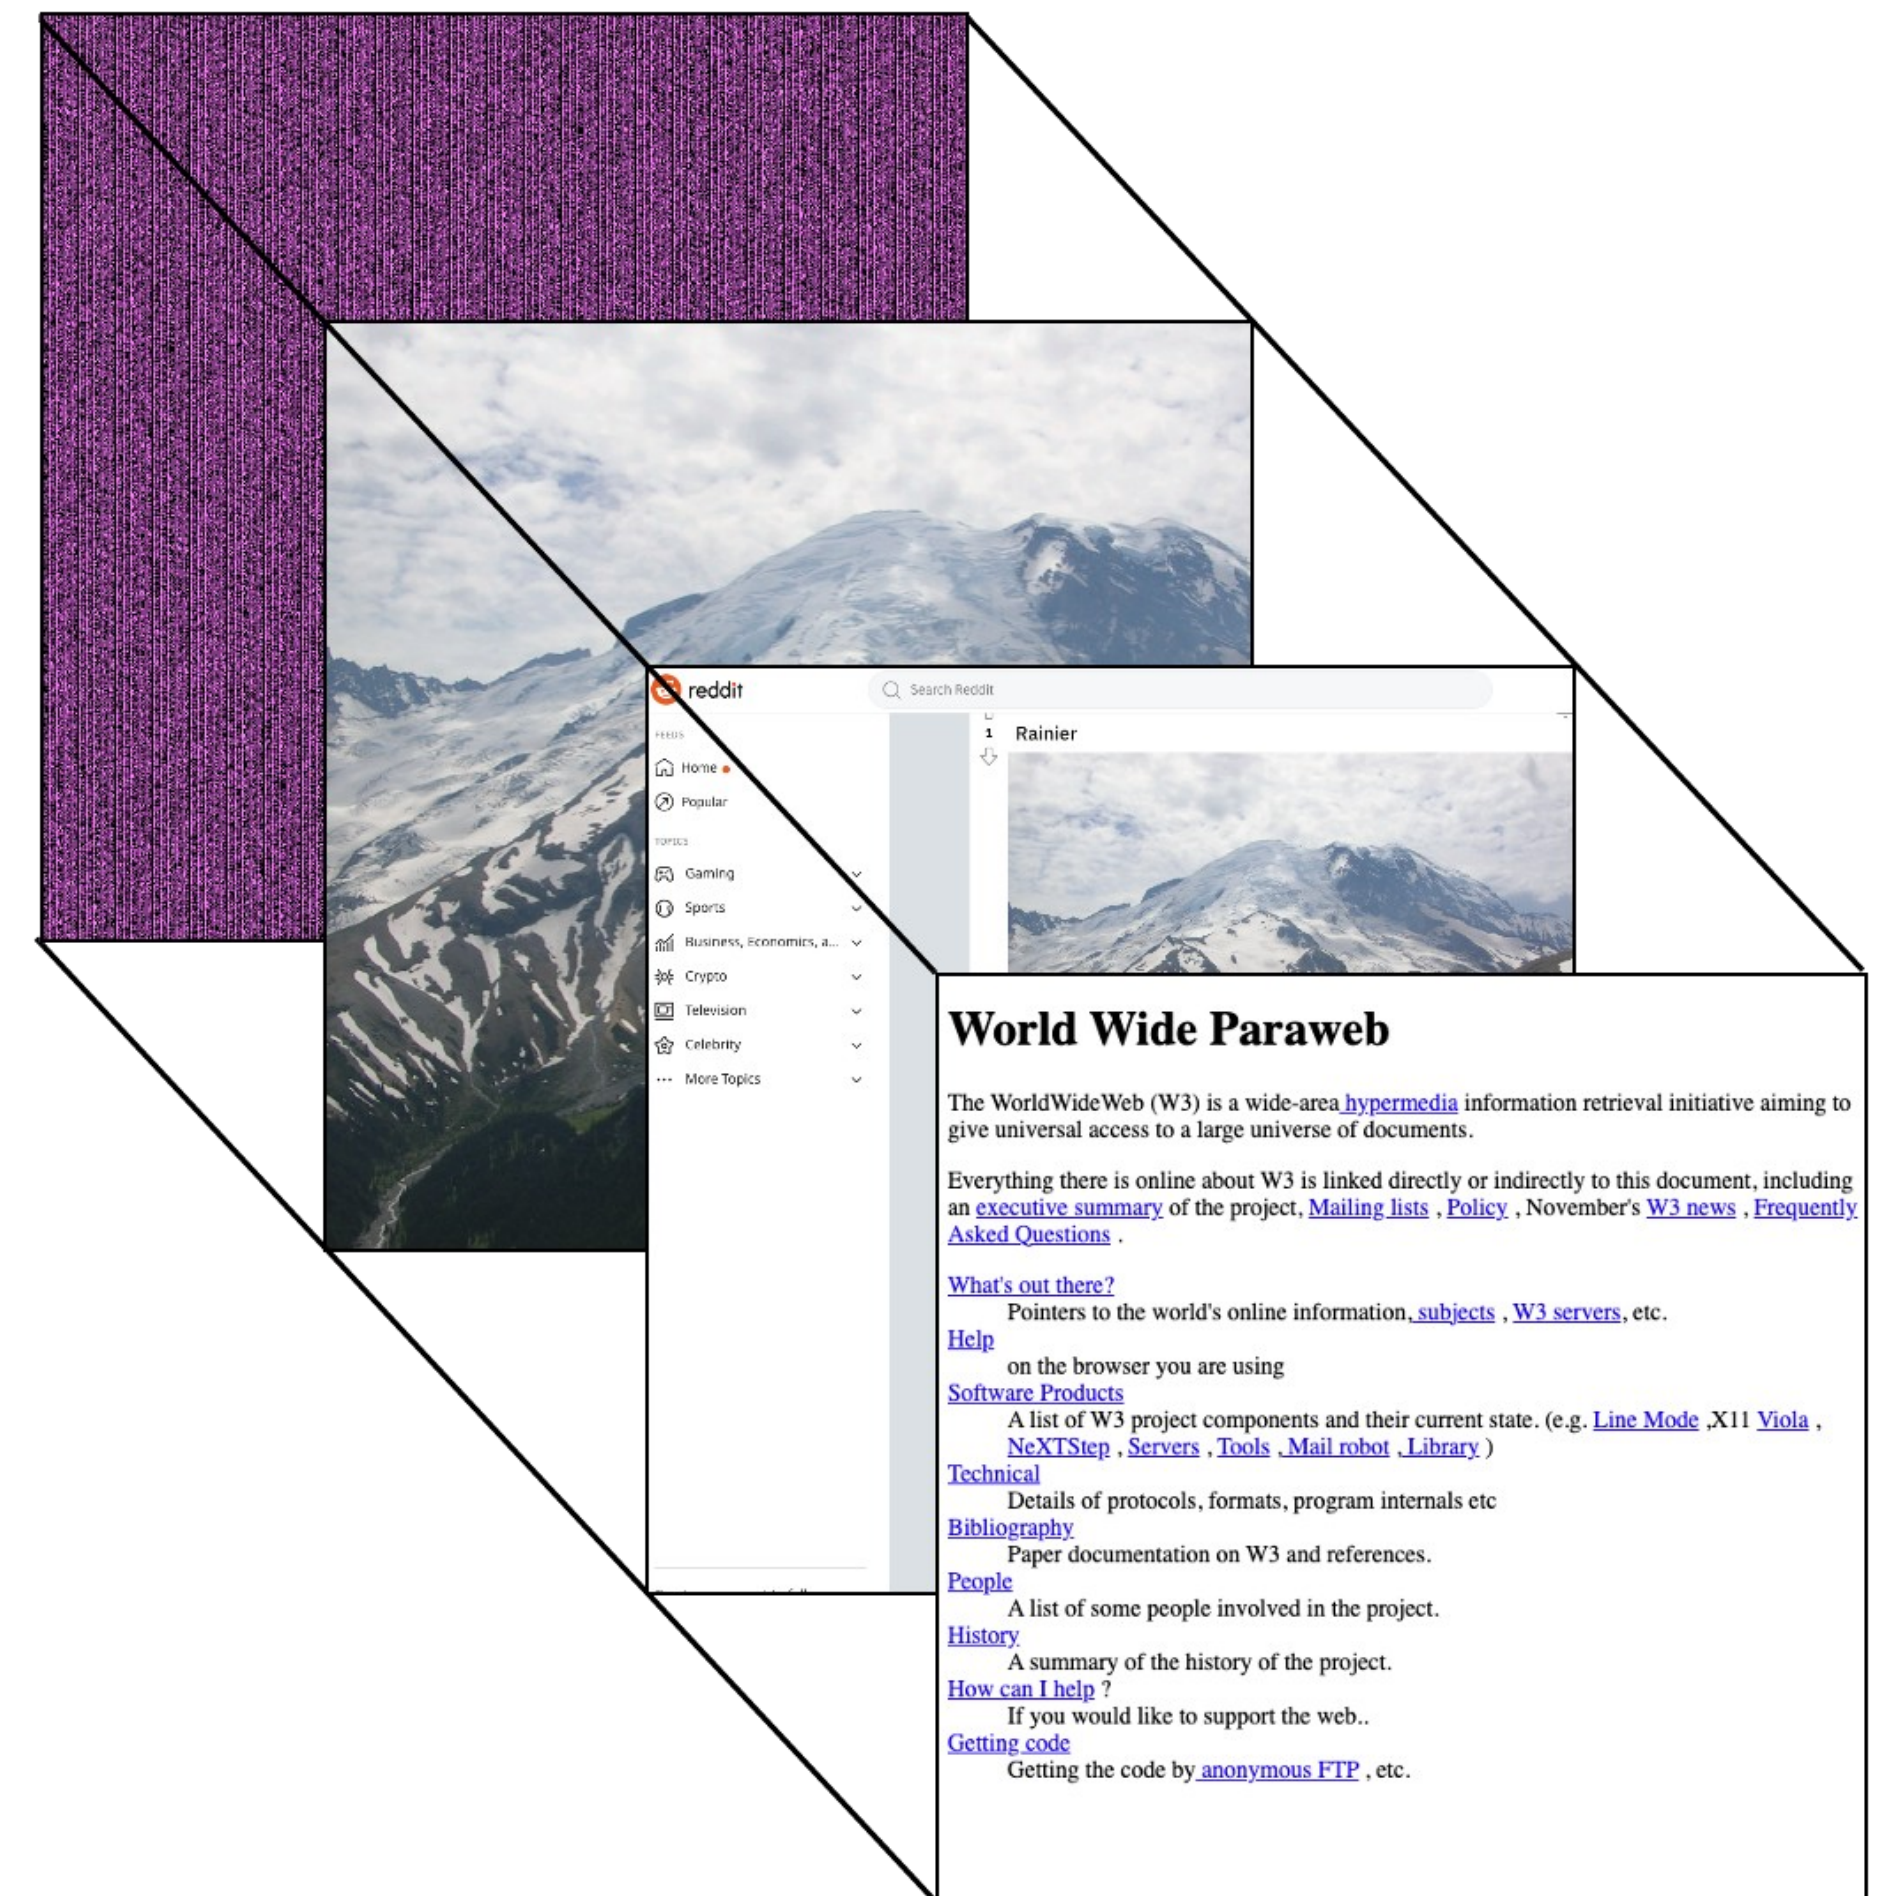 reddit
Search Reddit
FEEDS
Home
Popular
TOPICS
Gaming
Sports
Business, Economics, a...
Crypto
Television
Celebrity
More Topics
1
Rainier
World Wide Paraweb
The WorldWideWeb (W3) is a wide-area hypermedia information retrieval initiative aiming to
give universal access to a large universe of documents.
Everything there is online about W3 is linked directly or indirectly to this document, including
an executive summary of the project, Mailing lists , Policy , November's W3 news , Frequently
Asked Questions .
What's out there?
Pointers to the world's online information, subjects , W3 servers, etc.
Help
on the browser you are using
Software Products
A list of W3 project components and their current state. (e.g. Line Mode ,X11 Viola ,
NeXTStep , Servers , Tools , Mail robot , Library )
Technical
Details of protocols, formats, program internals etc
Bibliography
Paper documentation on W3 and references.
People
A list of some people involved in the project.
History
A summary of the history of the project.
How can I help ?
If you would like to support the web..
Getting code
Getting the code by anonymous FTP , etc.